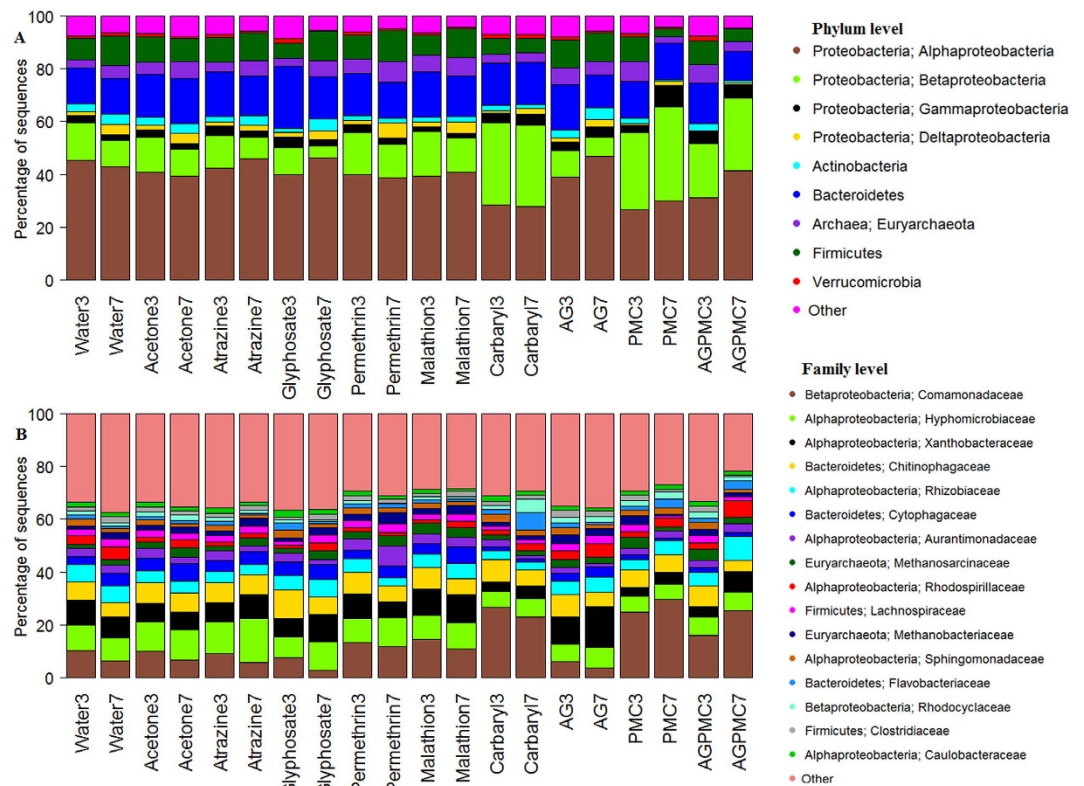 A
Percentage of sequences
100
80
60
40
20
0
Water3
Water7
Acetone3
Acetone7
Atrazine3
Atrazine7
Glyphosate3
Glyphosate7
Permethrin3
Permethrin7
Malathion3
Malathion7
Carbaryl3
Carbaryl7
AG3
AG7
PMC3
PMC7
AGPMC3
AGPMC7
Phylum level
Proteobacteria; Alphaproteobacteria
Proteobacteria; Betaproteobacteria
Proteobacteria; Gammaproteobacteria
Proteobacteria; Deltaproteobacteria
Actinobacteria
Bacteroidetes
Archaea; Euryarchaeota
Firmicutes
Verrucomicrobia
Other
B
Percentage of sequences
100
80
60
40
20
0
Water3
Water7
Acetone3
Acetone7
Atrazine3
Atrazine7
Glyphosate3
Glyphosate7
Permethrin3
Permethrin7
Malathion3
Malathion7
Carbaryl3
Carbaryl7
AG3
AG7
PMC3
PMC7
AGPMC3
AGPMC7
Family level
Betaproteobacteria; Comamonadaceae
Alphaproteobacteria; Hyphomicrobiaceae
Alphaproteobacteria; Xanthobacteraceae
Bacteroidetes; Chitinophagaceae
Alphaproteobacteria; Rhizobiaceae
Bacteroidetes; Cytophagaceae
Alphaproteobacteria; Aurantimonadaceae
Euryarchaeota; Methanosarcinaceae
Alphaproteobacteria; Rhodospirillaceae
Firmicutes; Lachnospiraceae
Euryarchaeota; Methanobacteriaceae
Alphaproteobacteria; Sphingomonadaceae
Bacteroidetes; Flavobacteriaceae
Betaproteobacteria; Rhodocyclaceae
Firmicutes; Clostridiaceae
Alphaproteobacteria; Caulobacteraceae
Other